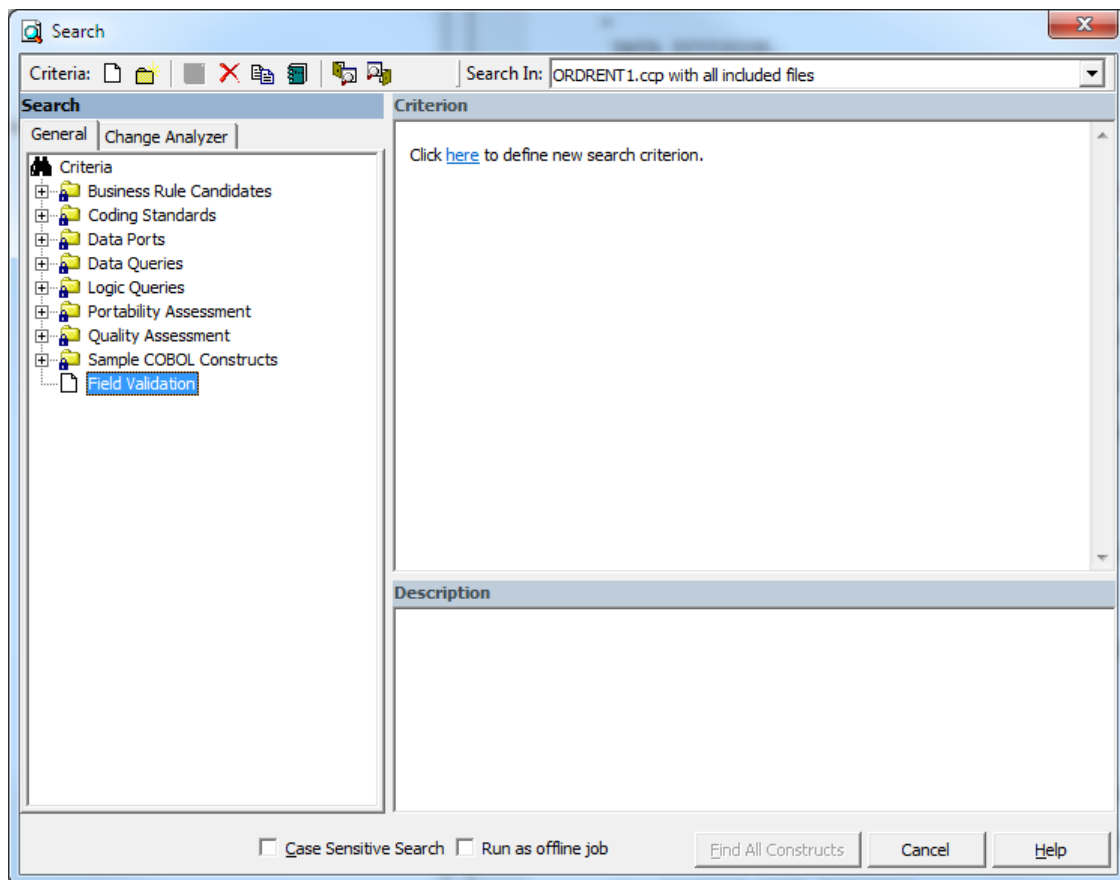 Search
DATA DIVISION.
Criteria:
Search In: ORDRENT1.ccp with all included files
Search
General
Change Analyzer
Criteria
Business Rule Candidates
Coding Standards
Data Ports
Data Queries
Logic Queries
Portability Assessment
Quality Assessment
Sample COBOL Constructs
Field Validation
Criterion
Click here to define new search criterion.
Description
Case Sensitive Search
Run as offline job
Find All Constructs
Cancel
Help